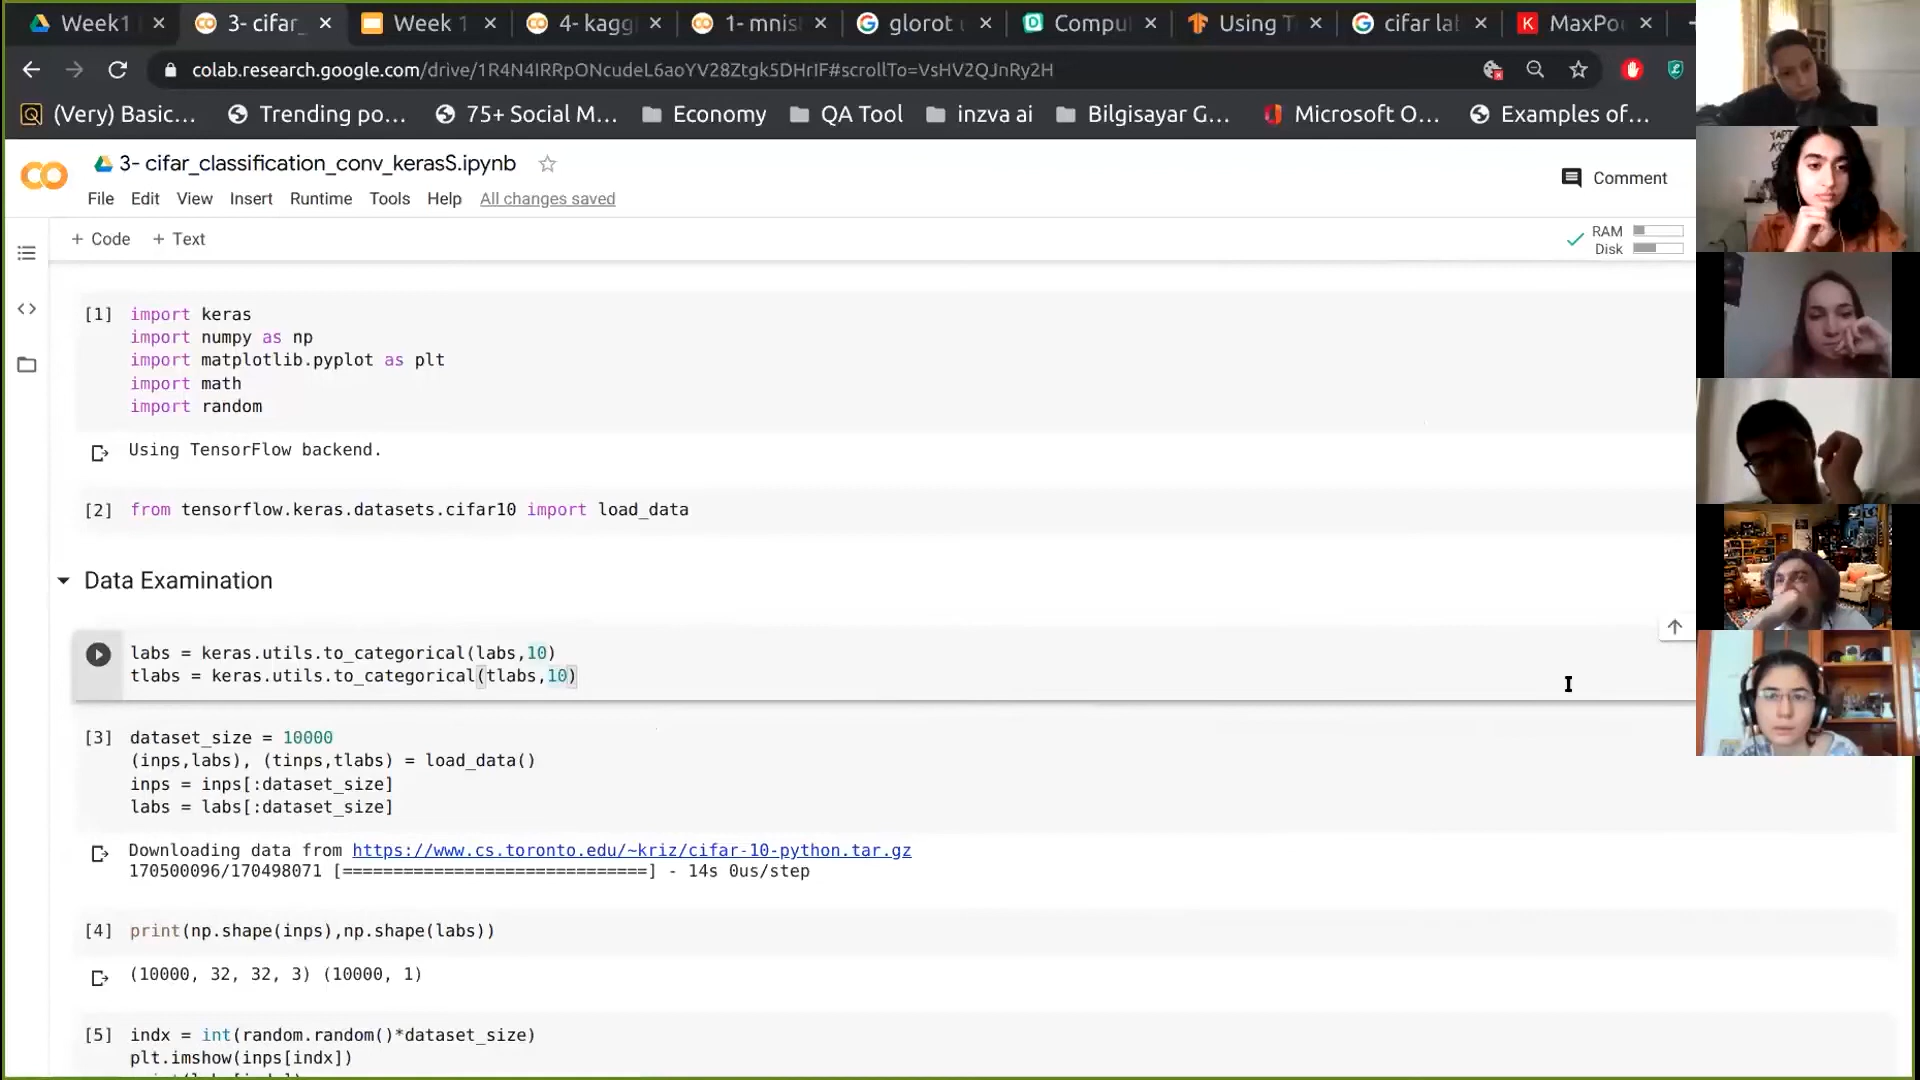 Week1
3- cifar_
Week 1
4- kagg
1- mnis
glorot
Compu
Using T
cifar la
MaxPo
colab.research.google.com/drive/1R4N4IRRpONcudeL6aoYV28Ztgk5DHrIF#scrollTo=VsHV2QJnRy2H
(Very) Basic...
Trending po...
75+ Social M...
Economy
QA Tool
inzva ai
Bilgisayar G...
Microsoft O...
Examples of...
3- cifar_classification_conv_kerasS.ipynb
Comment
File Edit View Insert Runtime Tools Help All changes saved
+ Code + Text
RAM
Disk
[1] import keras
import numpy as np
import matplotlib.pyplot as plt
import math
import random
Using TensorFlow backend.
[2] from tensorflow.keras.datasets.cifar10 import load_data
Data Examination
labs = keras.utils.to_categorical(labs,10)
tlabs = keras.utils.to_categorical(tlabs,10)
[3] dataset_size = 10000
(inps,labs), (tinps,tlabs) = load_data()
inps = inps[:dataset_size]
labs = labs[:dataset_size]
Downloading data from https://www.cs.toronto.edu/~kriz/cifar-10-python.tar.gz
170500096/170498071 [==============================] - 14s 0us/step
[4] print(np.shape(inps),np.shape(labs))
(10000, 32, 32, 3) (10000, 1)
[5] indx = int(random.random()*dataset_size)
plt.imshow(inps[indx])